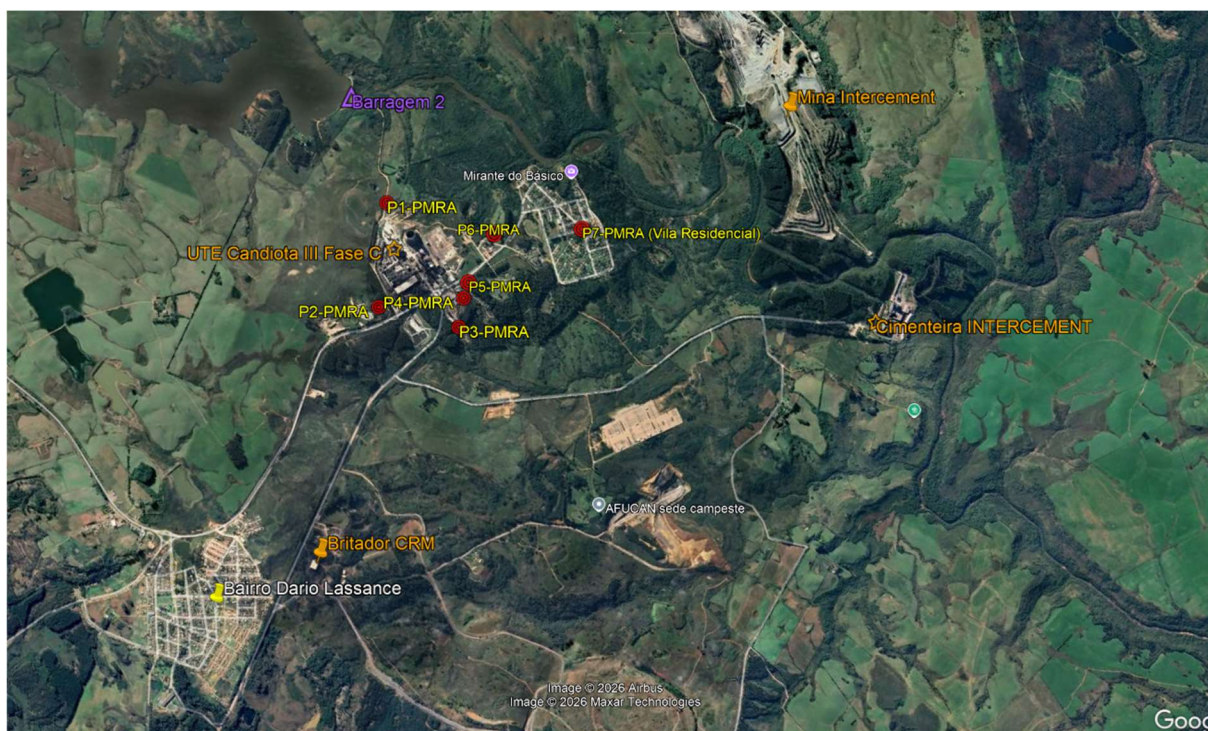 Mina Intercement
Barragem 2
Mirante do Básico
P1-PMRA
P6-PMRA
P7-PMRA (Vila Residencial)
UTE Candiota III Fase C
P5-PMRA
P4-PMRA
P2-PMRA
P3-PMRA
Cimenteira INTERCEMENT
AFUCAN sede campeste
Britador CRM
Bairro Dario Lassance
Image © 2026 Airbus
Image © 2026 Maxar Technologies
Goo